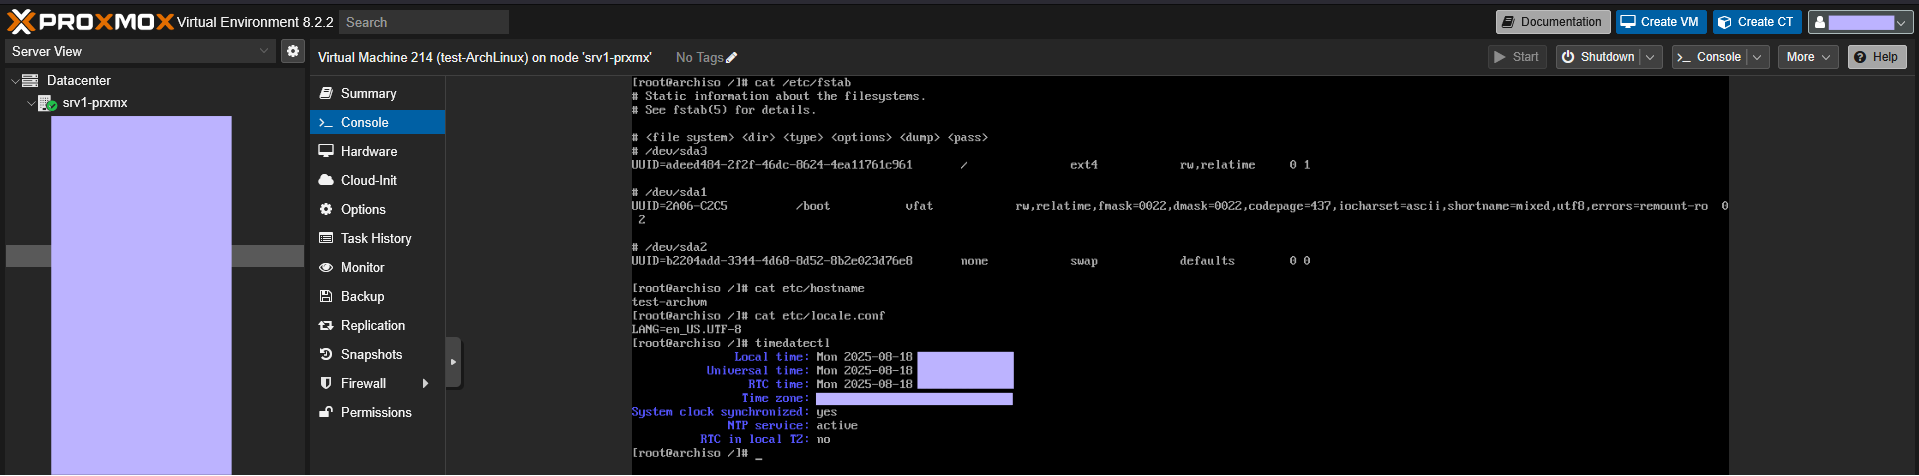 PROXMOX Virtual Environment 8.2.2 Search Documentation Create VM Create CT
Server View
Virtual Machine 214 (test-ArchLinux) on node 'srv1-prxmx' No Tags Start Shutdown Console More Help
Datacenter
srv1-prxmx
Summary
Console
Hardware
Cloud-Init
Options
Task History
Monitor
Backup
Replication
Snapshots
Firewall
Permissions
[root@archiso /]# cat /etc/fstab
# Static information about the filesystems.
# See fstab(5) for details.
# <file system> <dir> <type> <options> <dump> <pass>
# /dev/sda3
UUID=adeed484-2f2f-46dc-8624-4ea11761c961 / ext4 rw,relatime 0 1
# /dev/sda1
UUID=2A06-C2C5 /boot vfat rw,relatime,fmask=0022,dmask=0022,codepage=437,iocharset=ascii,shortname=mixed,utf8,errors=remount-ro 0
2
# /dev/sda2
UUID=b2204add-3344-4d68-8d52-8b2e023d76e8 none swap defaults 0 0
[root@archiso /]# cat etc/hostname
test-archvm
[root@archiso /]# cat etc/locale.conf
LANG=en_US.UTF-8
[root@archiso /]# timedatectl
Local time: Mon 2025-08-18
Universal time: Mon 2025-08-18
RTC time: Mon 2025-08-18
Time zone:
System clock synchronized: yes
NTP service: active
RTC in local TZ: no
[root@archiso /]# _